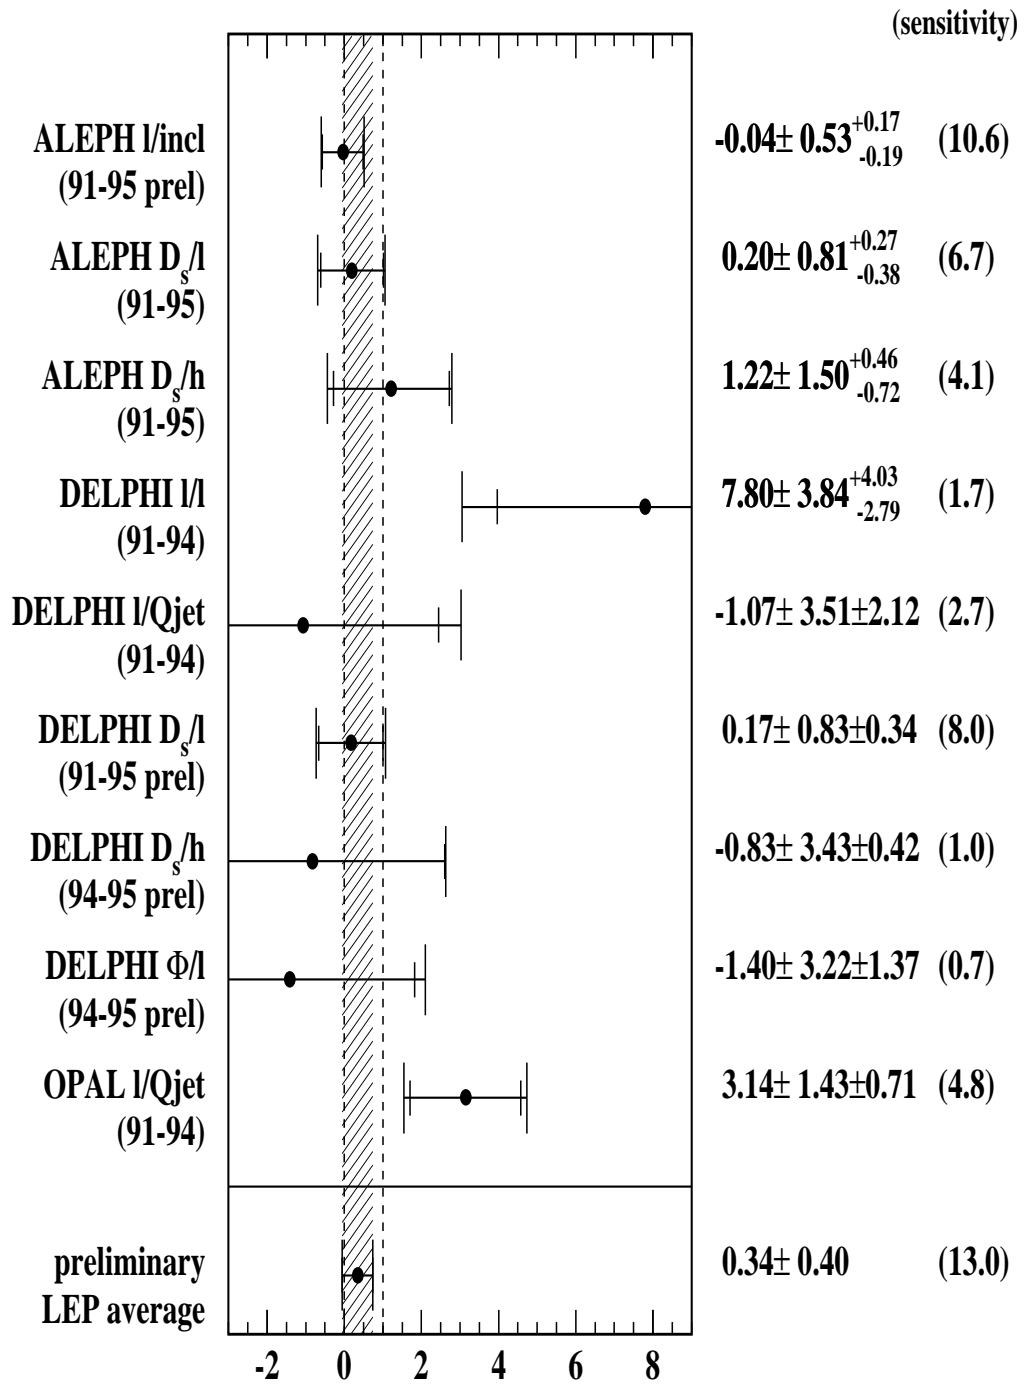 (sensitivity)
ALEPH l/incl -0.04± 0.53 +0.17 -0.19 (10.6)
(91-95 prel)
ALEPH Ds/l 0.20± 0.81 +0.27 -0.38 (6.7)
(91-95)
ALEPH Ds/h 1.22± 1.50 +0.46 -0.72 (4.1)
(91-95)
DELPHI l/l 7.80± 3.84 +4.03 -2.79 (1.7)
(91-94)
DELPHI l/Qjet -1.07± 3.51±2.12 (2.7)
(91-94)
DELPHI Ds/l 0.17± 0.83±0.34 (8.0)
(91-95 prel)
DELPHI Ds/h -0.83± 3.43±0.42 (1.0)
(94-95 prel)
DELPHI Φ/l -1.40± 3.22±1.37 (0.7)
(94-95 prel)
OPAL l/Qjet 3.14± 1.43±0.71 (4.8)
(91-94)
preliminary 0.34± 0.40 (13.0)
LEP average
-2 0 2 4 6 8